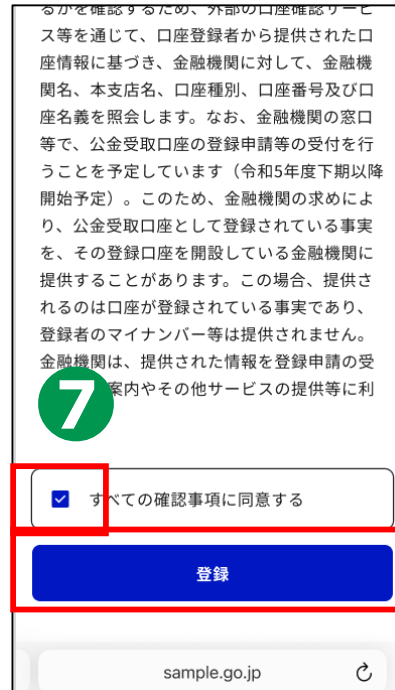 るかを確認するため、外部の口座確認サービ
ス等を通じて、口座登録者から提供された口
座情報に基づき、金融機関に対して、金融機
関名、本支店名、口座種別、口座番号及び口
座名義を照会します。なお、金融機関の窓口
等で、公金受取口座の登録申請等の受付を行
うことを予定しています（令和5年度下期以降
開始予定）。このため、金融機関の求めによ
り、公金受取口座として登録されている事実
を、その登録口座を開設している金融機関に
提供することがあります。この場合、提供さ
れるのは口座が登録されている事実であり、
登録者のマイナンバー等は提供されません。
金融機関は、提供された情報を登録申請の受
案内やその他サービスの提供等に利
7
すべての確認事項に同意する
登録
sample.go.jp